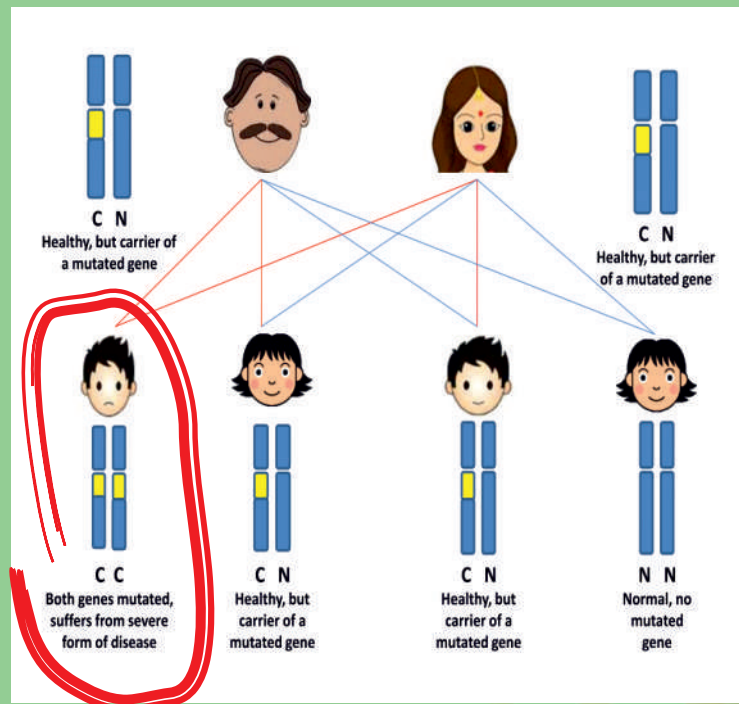 C N
Healthy, but carrier of
a mutated gene
C N
Healthy, but carrier
of a mutated gene
C C
Both genes mutated,
suffers from severe
form of disease
C N
Healthy, but
carrier of a
mutated gene
C N
Healthy, but
carrier of a
mutated gene
N N
Normal, no
mutated
gene